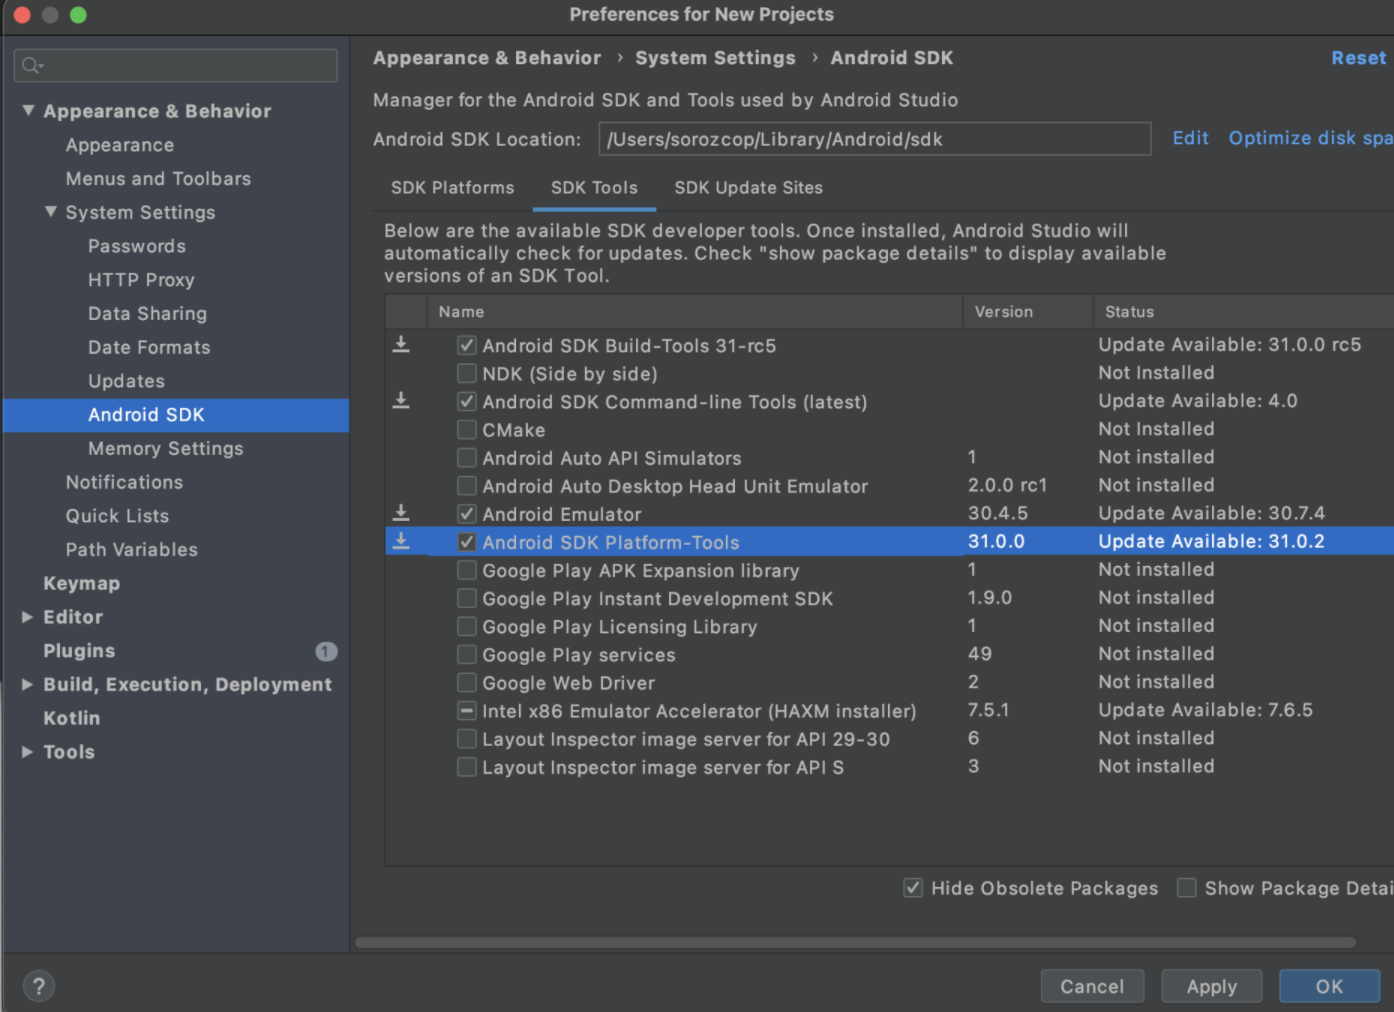 Preferences for New Projects
Appearance & Behavior
Appearance
Menus and Toolbars
System Settings
Passwords
HTTP Proxy
Data Sharing
Date Formats
Updates
Android SDK
Memory Settings
Notifications
Quick Lists
Path Variables
Keymap
Editor
Plugins 1
Build, Execution, Deployment
Kotlin
Tools
Appearance & Behavior › System Settings › Android SDK Reset
Manager for the Android SDK and Tools used by Android Studio
Android SDK Location: /Users/sorozcop/Library/Android/sdk Edit Optimize disk spa
SDK Platforms SDK Tools SDK Update Sites
Below are the available SDK developer tools. Once installed, Android Studio will
automatically check for updates. Check "show package details" to display available
versions of an SDK Tool.
Name Version Status
Android SDK Build-Tools 31-rc5 Update Available: 31.0.0 rc5
NDK (Side by side) Not Installed
Android SDK Command-line Tools (latest) Update Available: 4.0
CMake Not Installed
Android Auto API Simulators 1 Not installed
Android Auto Desktop Head Unit Emulator 2.0.0 rc1 Not installed
Android Emulator 30.4.5 Update Available: 30.7.4
Android SDK Platform-Tools 31.0.0 Update Available: 31.0.2
Google Play APK Expansion library 1 Not installed
Google Play Instant Development SDK 1.9.0 Not installed
Google Play Licensing Library 1 Not installed
Google Play services 49 Not installed
Google Web Driver 2 Not installed
Intel x86 Emulator Accelerator (HAXM installer) 7.5.1 Update Available: 7.6.5
Layout Inspector image server for API 29-30 6 Not installed
Layout Inspector image server for API S 3 Not installed
Hide Obsolete Packages Show Package Detai
? Cancel Apply OK